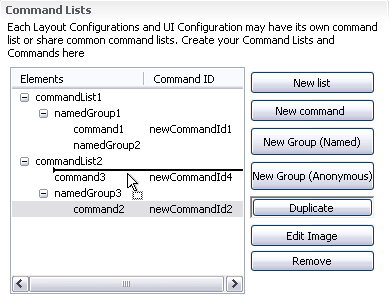 Command Lists
Each Layout Configurations and UI Configuration may have its own command
list or share common command lists. Create your Command Lists and
Commands here
Elements Command ID
commandList1
namedGroup1
command1 newCommandId1
namedGroup2
commandList2
command3 newCommandId4
namedGroup3
command2 newCommandId2
New list
New command
New Group (Named)
New Group (Anonymous)
Duplicate
Edit Image
Remove